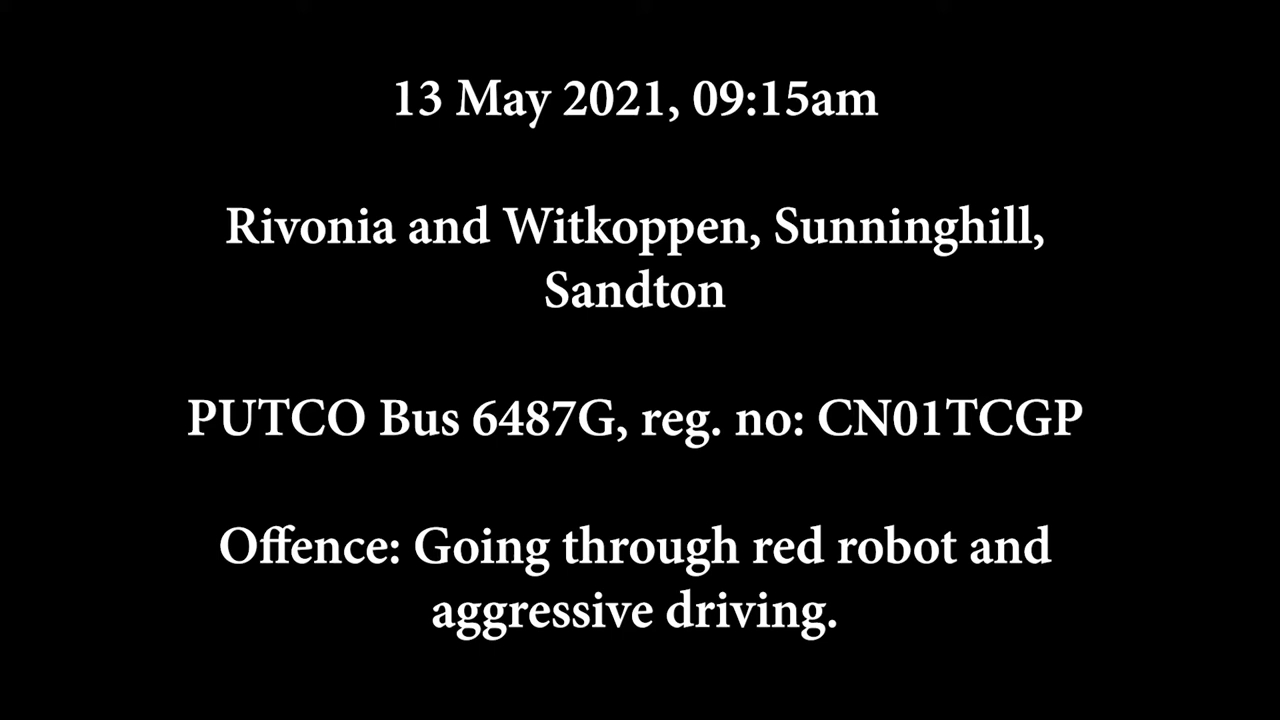 13 May 2021, 09:15am
Rivonia and Witkoppen, Sunninghill,
Sandton
PUTCO Bus 6487G, reg. no: CN01TCGP
Offence: Going through red robot and
aggressive driving.